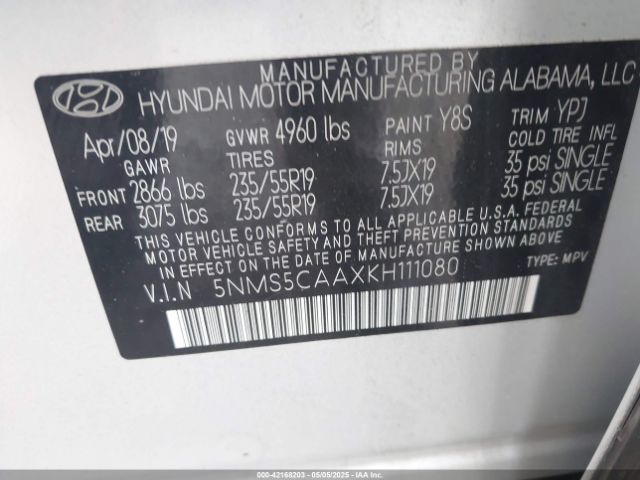 MANUFACTURED BY
HYUNDAI MOTOR MANUFACTURING ALABAMA, LLC
Apr/08/19 GVWR 4960 lbs PAINT Y8S TRIM YPJ
GAWR TIRES RIMS COLD TIRE INFL
FRONT 2866 lbs 235/55R19 7.5JX19 35 psi SINGLE
REAR 3075 lbs 235/55R19 7.5JX19 35 psi SINGLE
THIS VEHICLE CONFORMS TO ALL APPLICABLE U.S.A. FEDERAL
MOTOR VEHICLE SAFETY AND THEFT PREVENTION STANDARDS IN
EFFECT ON THE DATE OF MANUFACTURE SHOWN ABOVE.
V.I.N 5NMS5CAAXKH111080 TYPE: MPV
000-42168203 - 05/05/2025 - IAAI.COM